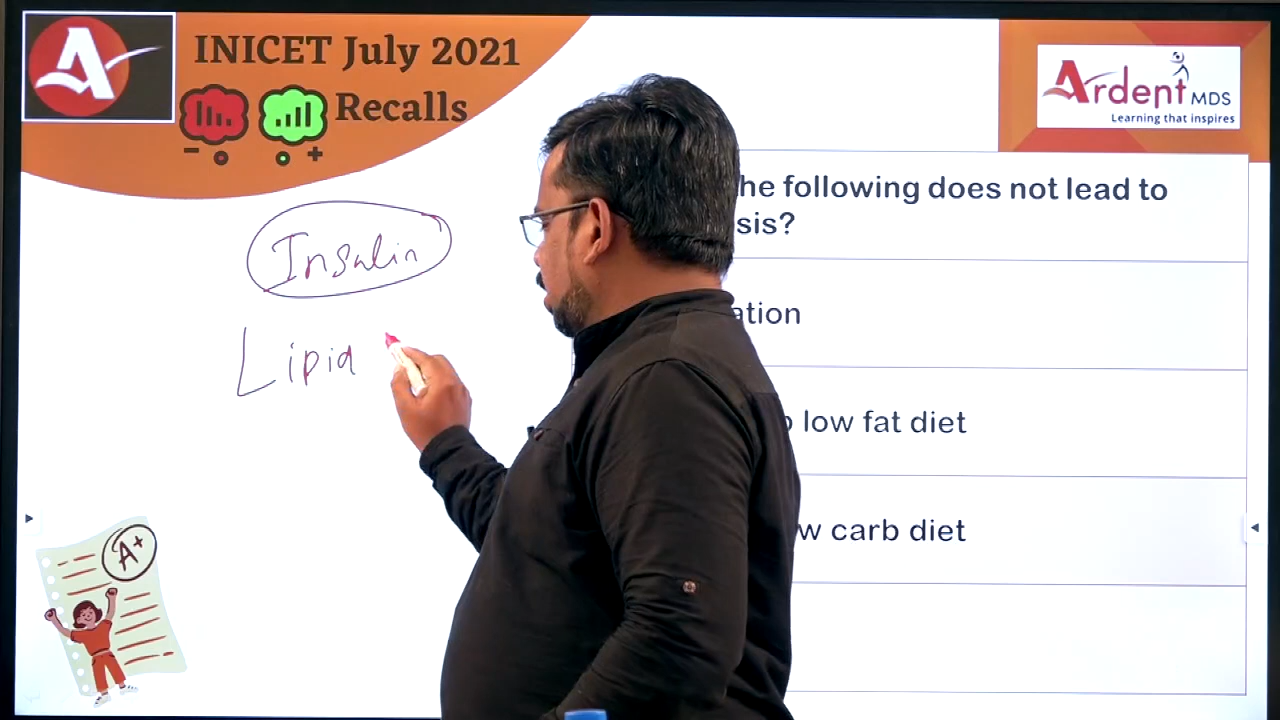 INICET July 2021
Recalls
Ardent MDS
Learning that inspires
he following does not lead to
sis?
ation
low fat diet
w carb diet
Insulin
Lipid
A+